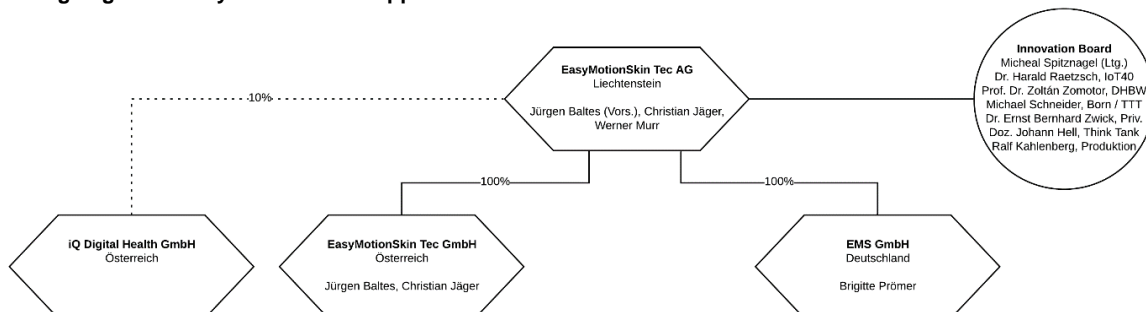 EasyMotionSkin Tec AG
Liechtenstein
Jürgen Baltes (Vors.), Christian Jäger,
Werner Murr
Innovation Board
Micheal Spitznagel (Ltg.)
Dr. Harald Raetzsch, IoT40
Prof. Dr. Zoltán Zomotor, DHBW
Michael Schneider, Born / TTT
Dr. Ernst Bernhard Zwick, Priv.
Doz. Johann Hell, Think Tank
Ralf Kahlenberg, Produktion
10%
100%
100%
iQ Digital Health GmbH
Österreich
EasyMotionSkin Tec GmbH
Österreich
Jürgen Baltes, Christian Jäger
EMS GmbH
Deutschland
Brigitte Prömer